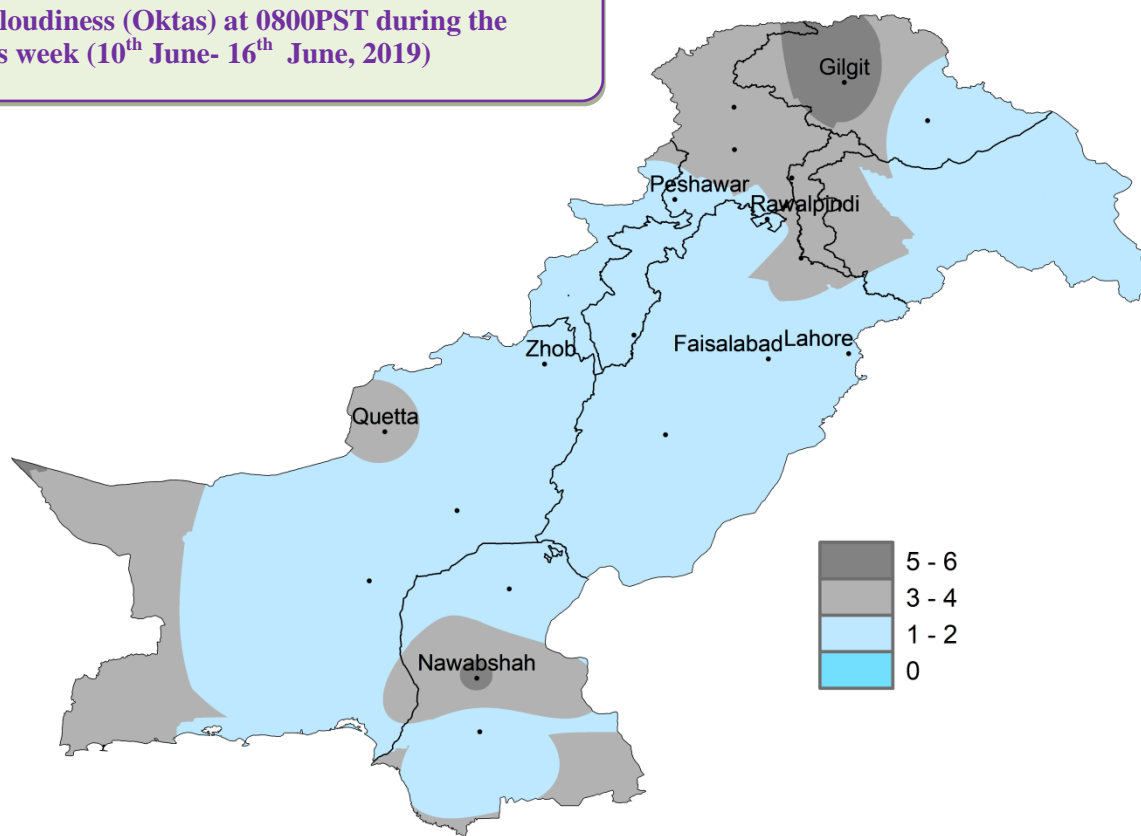 loudiness (Oktas) at 0800PST during the
s week (10th June- 16th June, 2019)
Gilgit
Peshawar
Rawalpindi
Zhob
Faisalabad
Lahore
Quetta
Nawabshah
5 - 6
3 - 4
1 - 2
0